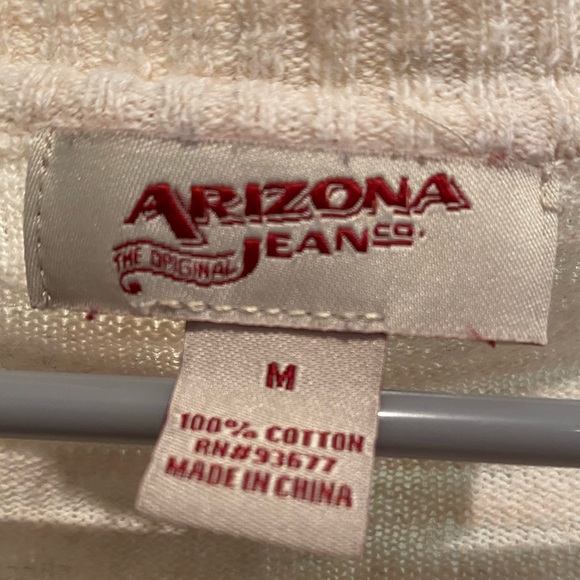 ARIZONA
THE ORIGINAL JEAN CO.
M
100% COTTON
RN#93677
MADE IN CHINA